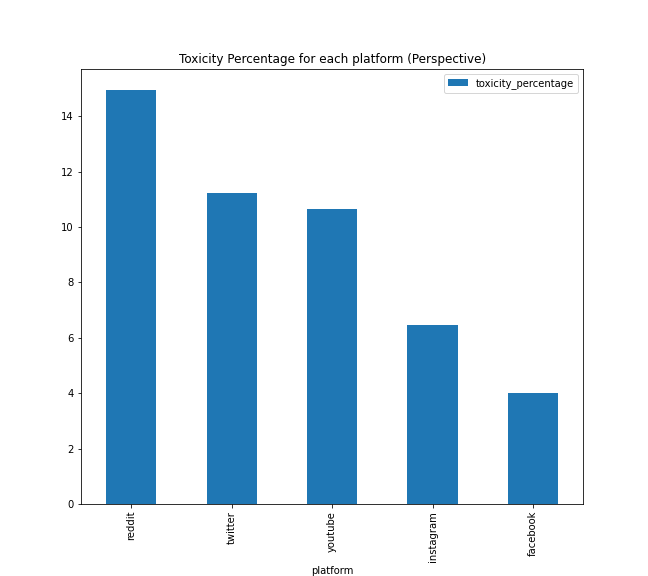 Toxicity Percentage for each platform (Perspective)
toxicity_percentage
14
12
10
8
6
4
2
0
reddit
twitter
youtube
instagram
facebook
platform